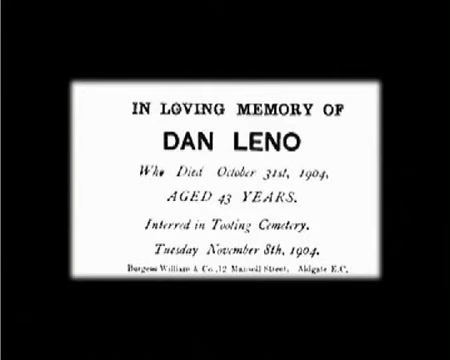 IN LOVING MEMORY OF
DAN LENO
Who Died October 31st, 1904,
AGED 43 YEARS.
Interred in Tooting Cemetery.
Tuesday November 8th, 1904.
Burgess William & Co., 12 Mansell Street, Aldgate E.C.